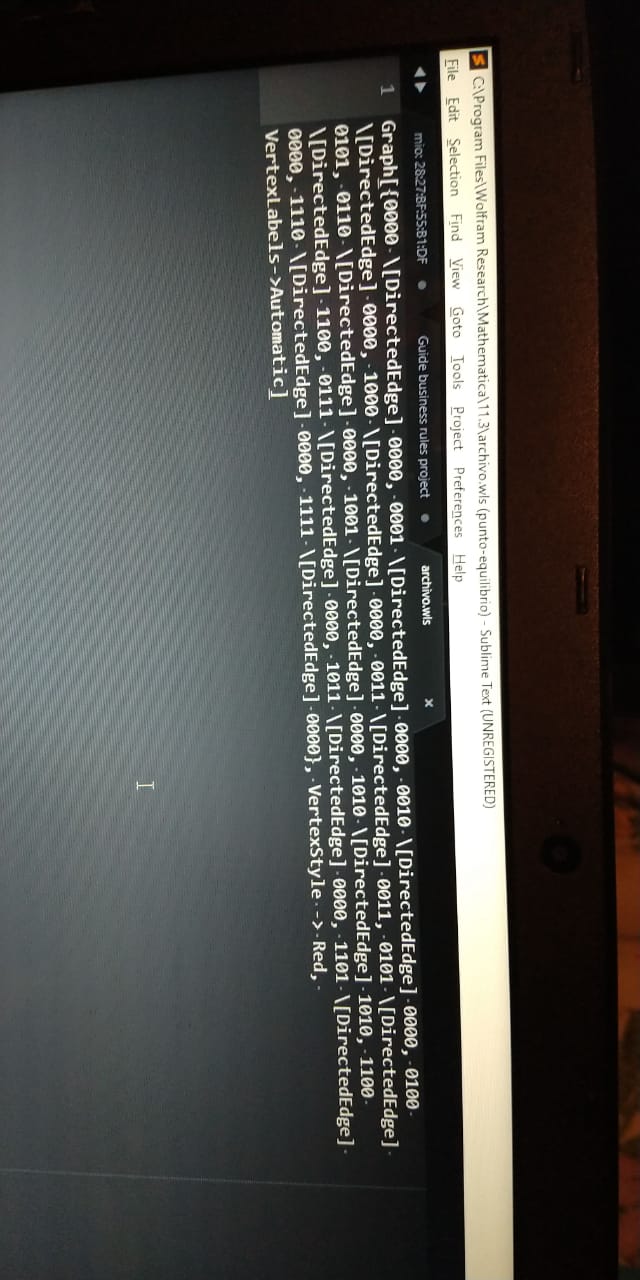 C:\Program Files\Wolfram Research\Mathematica\11.3\archivo.wls (punto-equilibrio) - Sublime Text (UNREGISTERED)
File Edit Selection Find View Goto Tools Project Preferences Help
mio: 28:27:BF:55:B1:DF Guide business rules project archivo.wls ×
1 Graph[{0000 \[DirectedEdge] 0000, 0001 \[DirectedEdge] 0000, 0010 \[DirectedEdge] 0000, 0100
\[DirectedEdge] 0000, 1000 \[DirectedEdge] 0000, 0011 \[DirectedEdge] 0011, 0101 \[DirectedEdge]
0101, 0110 \[DirectedEdge] 0000, 1001 \[DirectedEdge] 0000, 1010 \[DirectedEdge] 1010, 1100
\[DirectedEdge] 1100, 0111 \[DirectedEdge] 0000, 1011 \[DirectedEdge] 0000, 1101 \[DirectedEdge]
0000, 1110 \[DirectedEdge] 0000, 1111 \[DirectedEdge] 0000}, VertexStyle -> Red,
VertexLabels->Automatic]